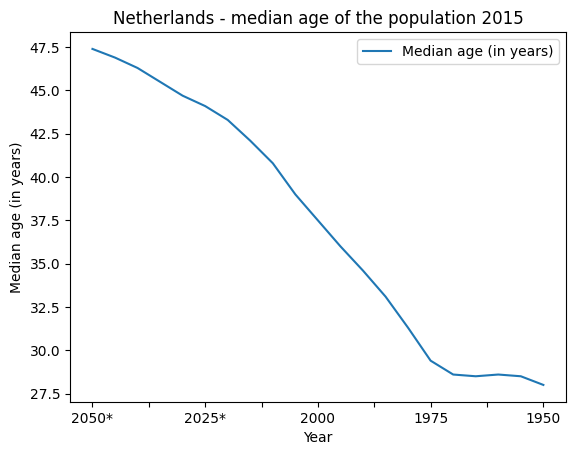 Netherlands - median age of the population 2015
Median age (in years)
47.5
45.0
42.5
40.0
37.5
35.0
32.5
30.0
27.5
Median age (in years)
2050* 2025* 2000 1975 1950
Year